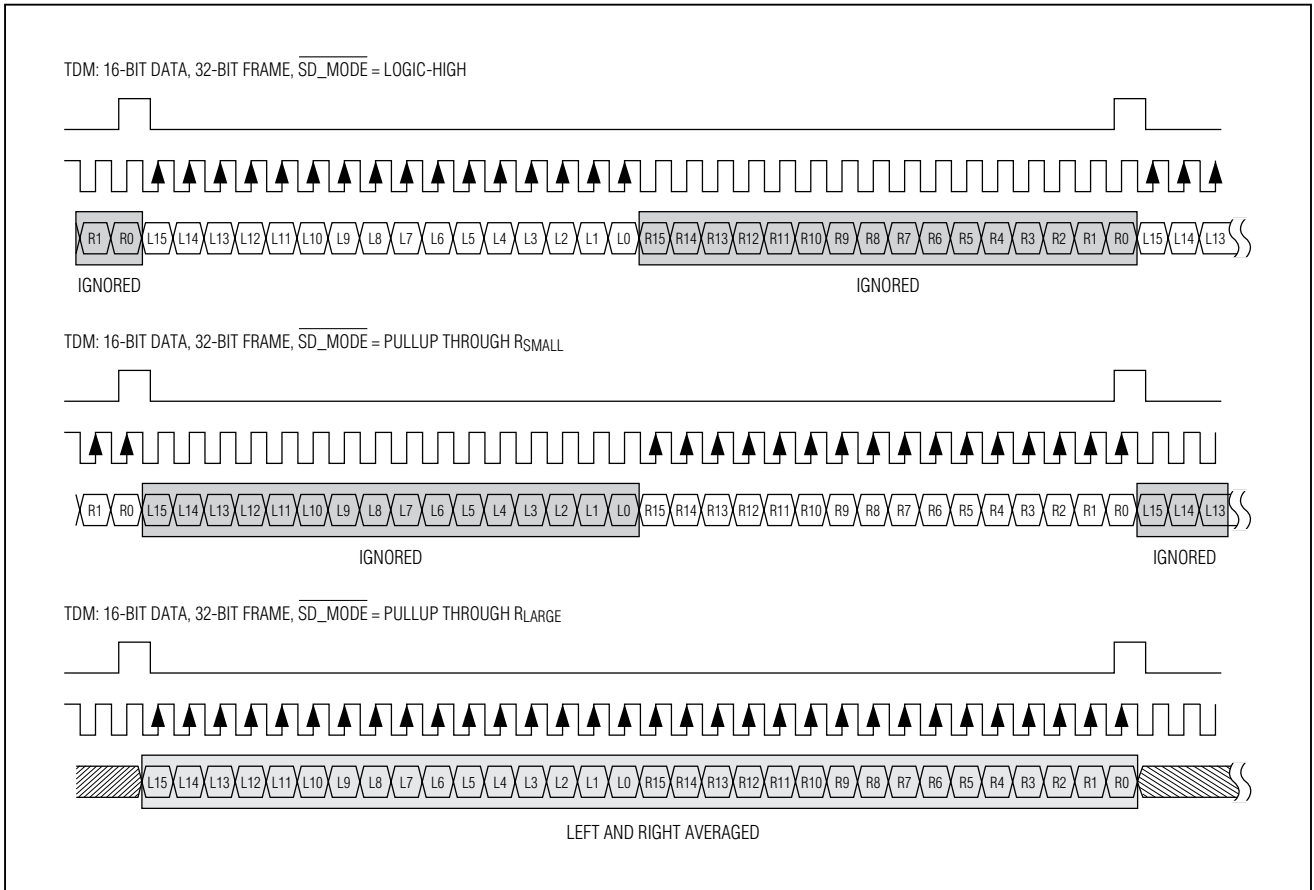 TDM: 16-BIT DATA, 32-BIT FRAME, SD_MODE = LOGIC-HIGH
R1 R0 L15 L14 L13 L12 L11 L10 L9 L8 L7 L6 L5 L4 L3 L2 L1 L0 R15 R14 R13 R12 R11 R10 R9 R8 R7 R6 R5 R4 R3 R2 R1 R0 L15 L14 L13
IGNORED IGNORED
TDM: 16-BIT DATA, 32-BIT FRAME, SD_MODE = PULLUP THROUGH RSMALL
R1 R0 L15 L14 L13 L12 L11 L10 L9 L8 L7 L6 L5 L4 L3 L2 L1 L0 R15 R14 R13 R12 R11 R10 R9 R8 R7 R6 R5 R4 R3 R2 R1 R0 L15 L14 L13
IGNORED IGNORED
TDM: 16-BIT DATA, 32-BIT FRAME, SD_MODE = PULLUP THROUGH RLARGE
L15 L14 L13 L12 L11 L10 L9 L8 L7 L6 L5 L4 L3 L2 L1 L0 R15 R14 R13 R12 R11 R10 R9 R8 R7 R6 R5 R4 R3 R2 R1 R0
LEFT AND RIGHT AVERAGED